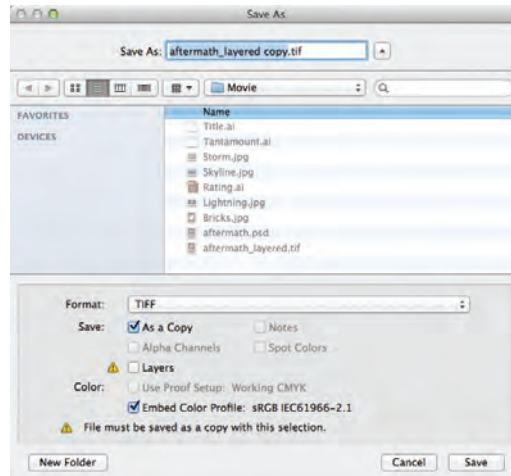 Save As
Save As: aftermath_layered copy.tif
Movie
FAVORITES
DEVICES
Name
Title.ai
Tantamount.ai
Storm.jpg
Skyline.jpg
Rating.ai
Lightning.jpg
Bricks.jpg
aftermath.psd
aftermath_layered.tif
Format: TIFF
Save: As a Copy Notes
Alpha Channels Spot Colors
Layers
Color: Use Proof Setup: Working CMYK
Embed Color Profile: sRGB IEC61966-2.1
File must be saved as a copy with this selection.
New Folder Cancel Save